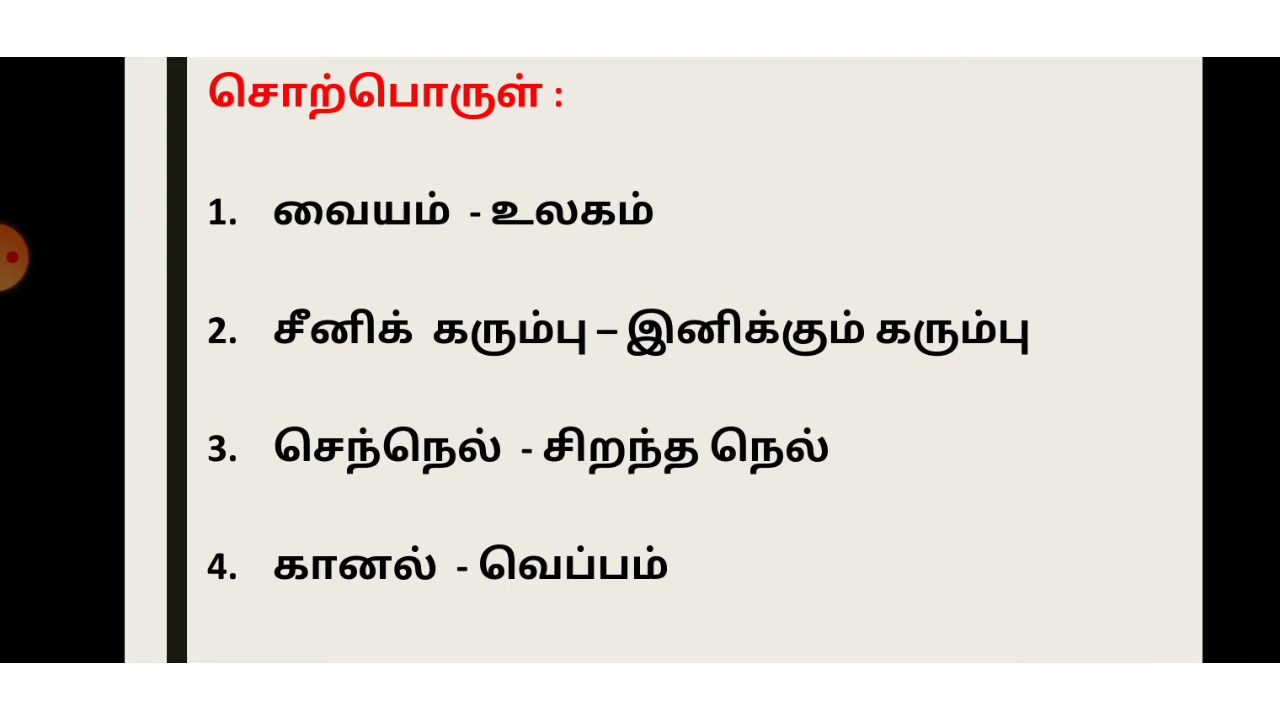 சொற்பொருள் :
1. வையம் - உலகம்
2. சீனிக் கரும்பு – இனிக்கும் கரும்பு
3. செந்நெல் - சிறந்த நெல்
4. கானல் - வெப்பம்